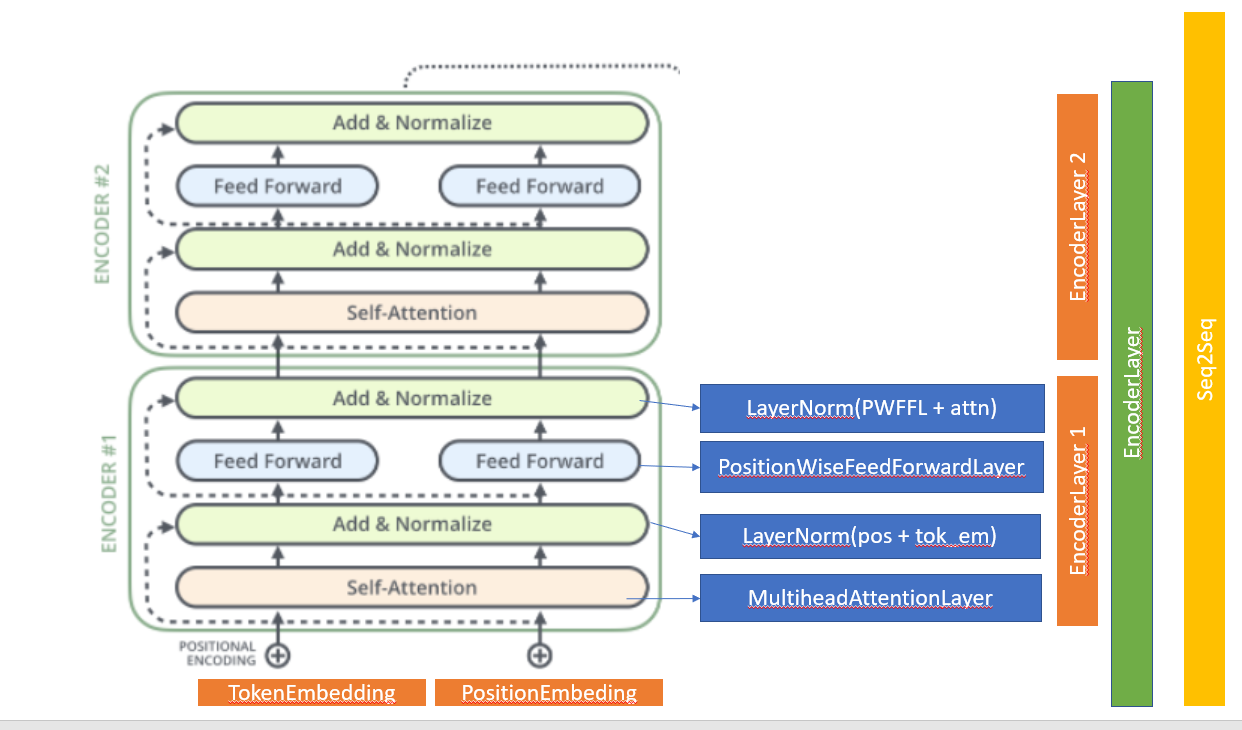 ENCODER #2
Add & Normalize
Feed Forward
Feed Forward
Add & Normalize
Self-Attention
ENCODER #1
Add & Normalize
Feed Forward
Feed Forward
Add & Normalize
Self-Attention
POSITIONAL
ENCODING
TokenEmbedding
PositionEmbeding
LayerNorm(PWFFL + attn)
PositionWiseFeedForwardLayer
LayerNorm(pos + tok_em)
MultiheadAttentionLayer
EncoderLayer 2
EncoderLayer 1
EncoderLayer
Seq2Seq